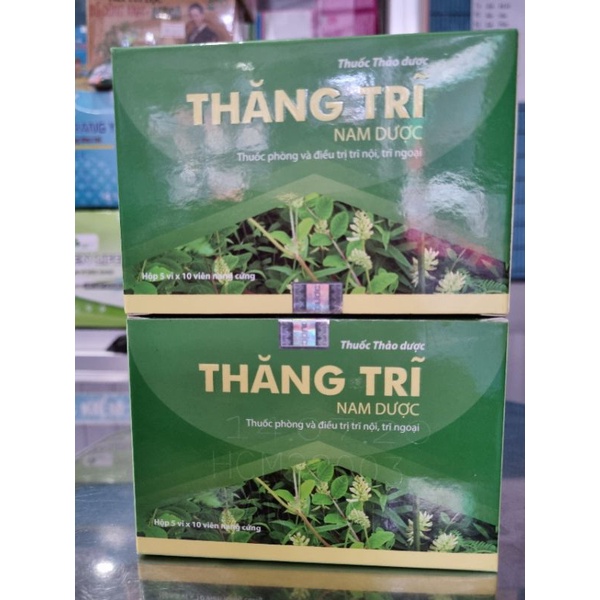 Thuốc Thảo dược
THĂNG TRĨ
NAM DƯỢC
Thuốc phòng và điều trị trĩ nội, trĩ ngoại
Hộp 5 vỉ x 10 viên nang cứng
Thuốc Thảo dược
THĂNG TRĨ
NAM DƯỢC
Thuốc phòng và điều trị trĩ nội, trĩ ngoại
Hộp 5 vỉ x 10 viên nang cứng